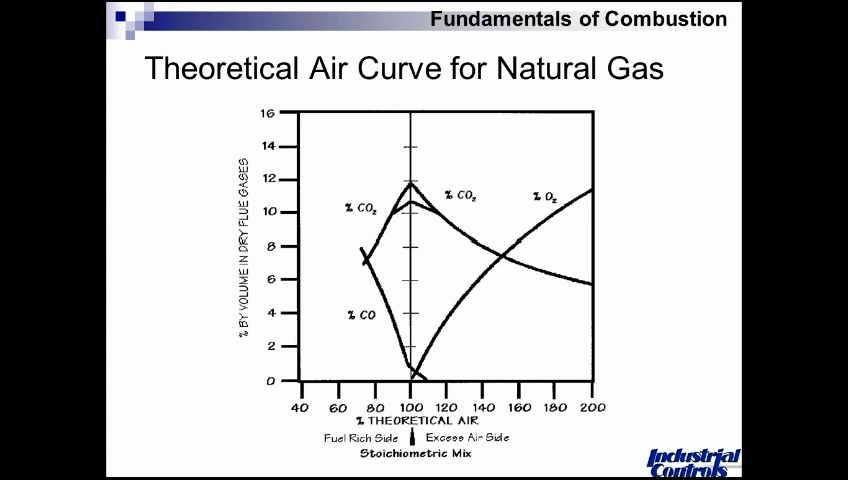 Fundamentals of Combustion
Theoretical Air Curve for Natural Gas
% BY VOLUME IN DRY FLUE GASES
16
14
12
10
8
6
4
2
0
% CO₂
% CO₂
% O₂
% CO
40 60 80 100 120 140 160 180 200
% THEORETICAL AIR
Fuel Rich Side Excess Air Side
Stoichiometric Mix
Industrial
Controls